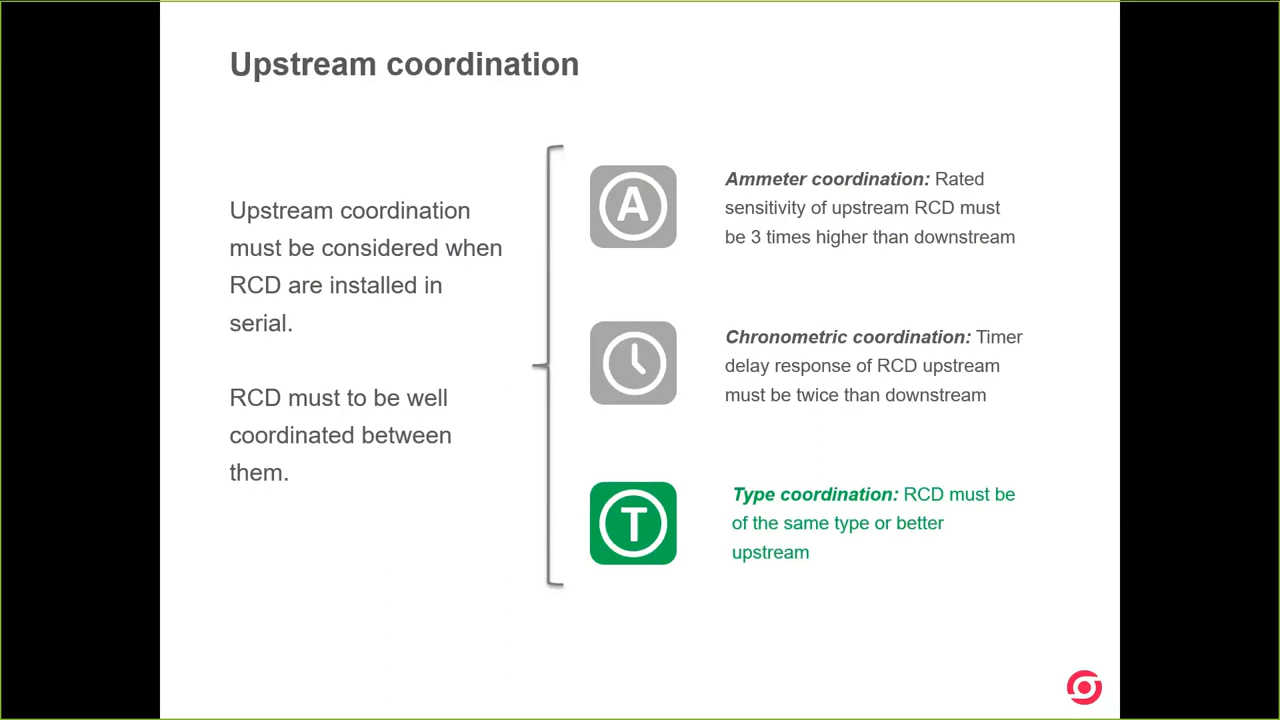 Upstream coordination
Upstream coordination
must be considered when
RCD are installed in
serial.
RCD must to be well
coordinated between
them.
A
Ammeter coordination: Rated
sensitivity of upstream RCD must
be 3 times higher than downstream
Chronometric coordination: Timer
delay response of RCD upstream
must be twice than downstream
T
Type coordination: RCD must be
of the same type or better
upstream